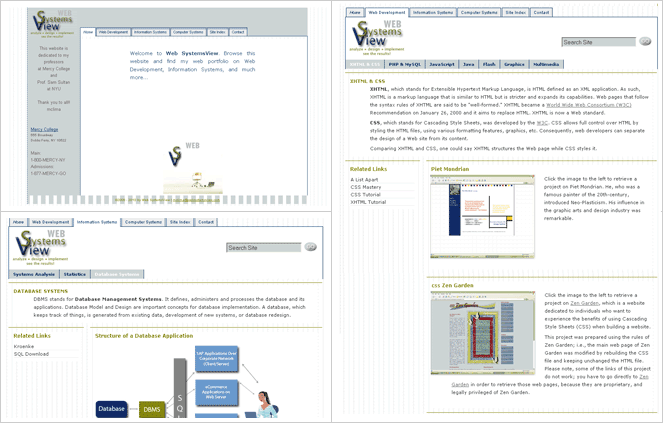 WEB
Systems
View
analyze • design • implement
see the results!
Home Web Development Information Systems Computer Systems Site Index Contact
This website is
dedicated to my
professors
at Mercy College
and
Prof. Sam Sultan
at NYU
Thank you to all!
Mercy College
Main:
1-800-MERCY-NY
Admissions:
1-877-MERCY-GO
Welcome to Web SystemsView. Browse this
website and find my web portfolio on Web
Development, Information Systems, and much
more...
WEB
Home Web Development Information Systems Computer Systems Site Index Contact
WEB
Systems
View
analyze • design • implement
see the results!
Search Site
Systems Analysis Statistics Database Systems
DATABASE SYSTEMS
DBMS stands for Database Management Systems. It defines, administers and processes the database and its
applications. Database Model and Design are important concepts for database implementation. A database, which
keeps track of things, is generated from existing data, development of new systems, or database redesign.
Related Links
Kroenke
SQL Download
Structure of a Database Application
Database
DBMS
S
Q
L
eCommerce
Applications on
Web Server
Applications
Home Web Development Information Systems Computer Systems Site Index Contact
WEB
Systems
View
analyze • design • implement
see the results!
Search Site
XHTML & CSS PHP & MySQL JavaScript Java Flash Graphics Multimedia
XHTML & CSS
XHTML, which stands for Extensible Hypertext Markup Language, is HTML defined as an XML application. As such,
XHTML is a markup language that is similar to HTML but is stricter and expands its capabilities. Web pages that follow
the syntax rules of XHTML are said to be "well-formed." XHTML became a World Wide Web Consortium (W3C)
Recommendation on January 26, 2000 and it aims to replace HTML. XHTML is now a Web standard.
CSS, which stands for Cascading Style Sheets, was developed by the W3C. CSS allows full control over HTML by
styling the HTML files, using various formatting features, graphics, etc. Consequently, web developers can separate
the design of a Web site from its content.
Comparing XHTML and CSS, one could say XHTML structures the Web page while CSS styles it.
Related Links
A List Apart
CSS Mastery
CSS Tutorial
XHTML Tutorial
Piet Mondrian
Click the image to the left to retrieve a
project on Piet Mondrian. He, who was a
famous painter of the 20th-century,
introduced Neo-Plasticism. His influence in
the graphic arts and design industry was
remarkable.
css Zen Garden
Click the image to the left to retrieve a
project on Zen Garden, which is a website
dedicated to individuals who want to
experience the benefits of using Cascading
Style Sheets (CSS) when building a website.
This project was prepared using the rules of
Zen Garden; i.e., the main web page of Zen
Garden was modified by rebuilding the CSS
file and keeping unchanged the HTML file.
Please note, some of the links of this project
do not work; you have to go directly to Zen
Garden in order to retrieve those web pages, because they are proprietary, and
legally privileged of Zen Garden.